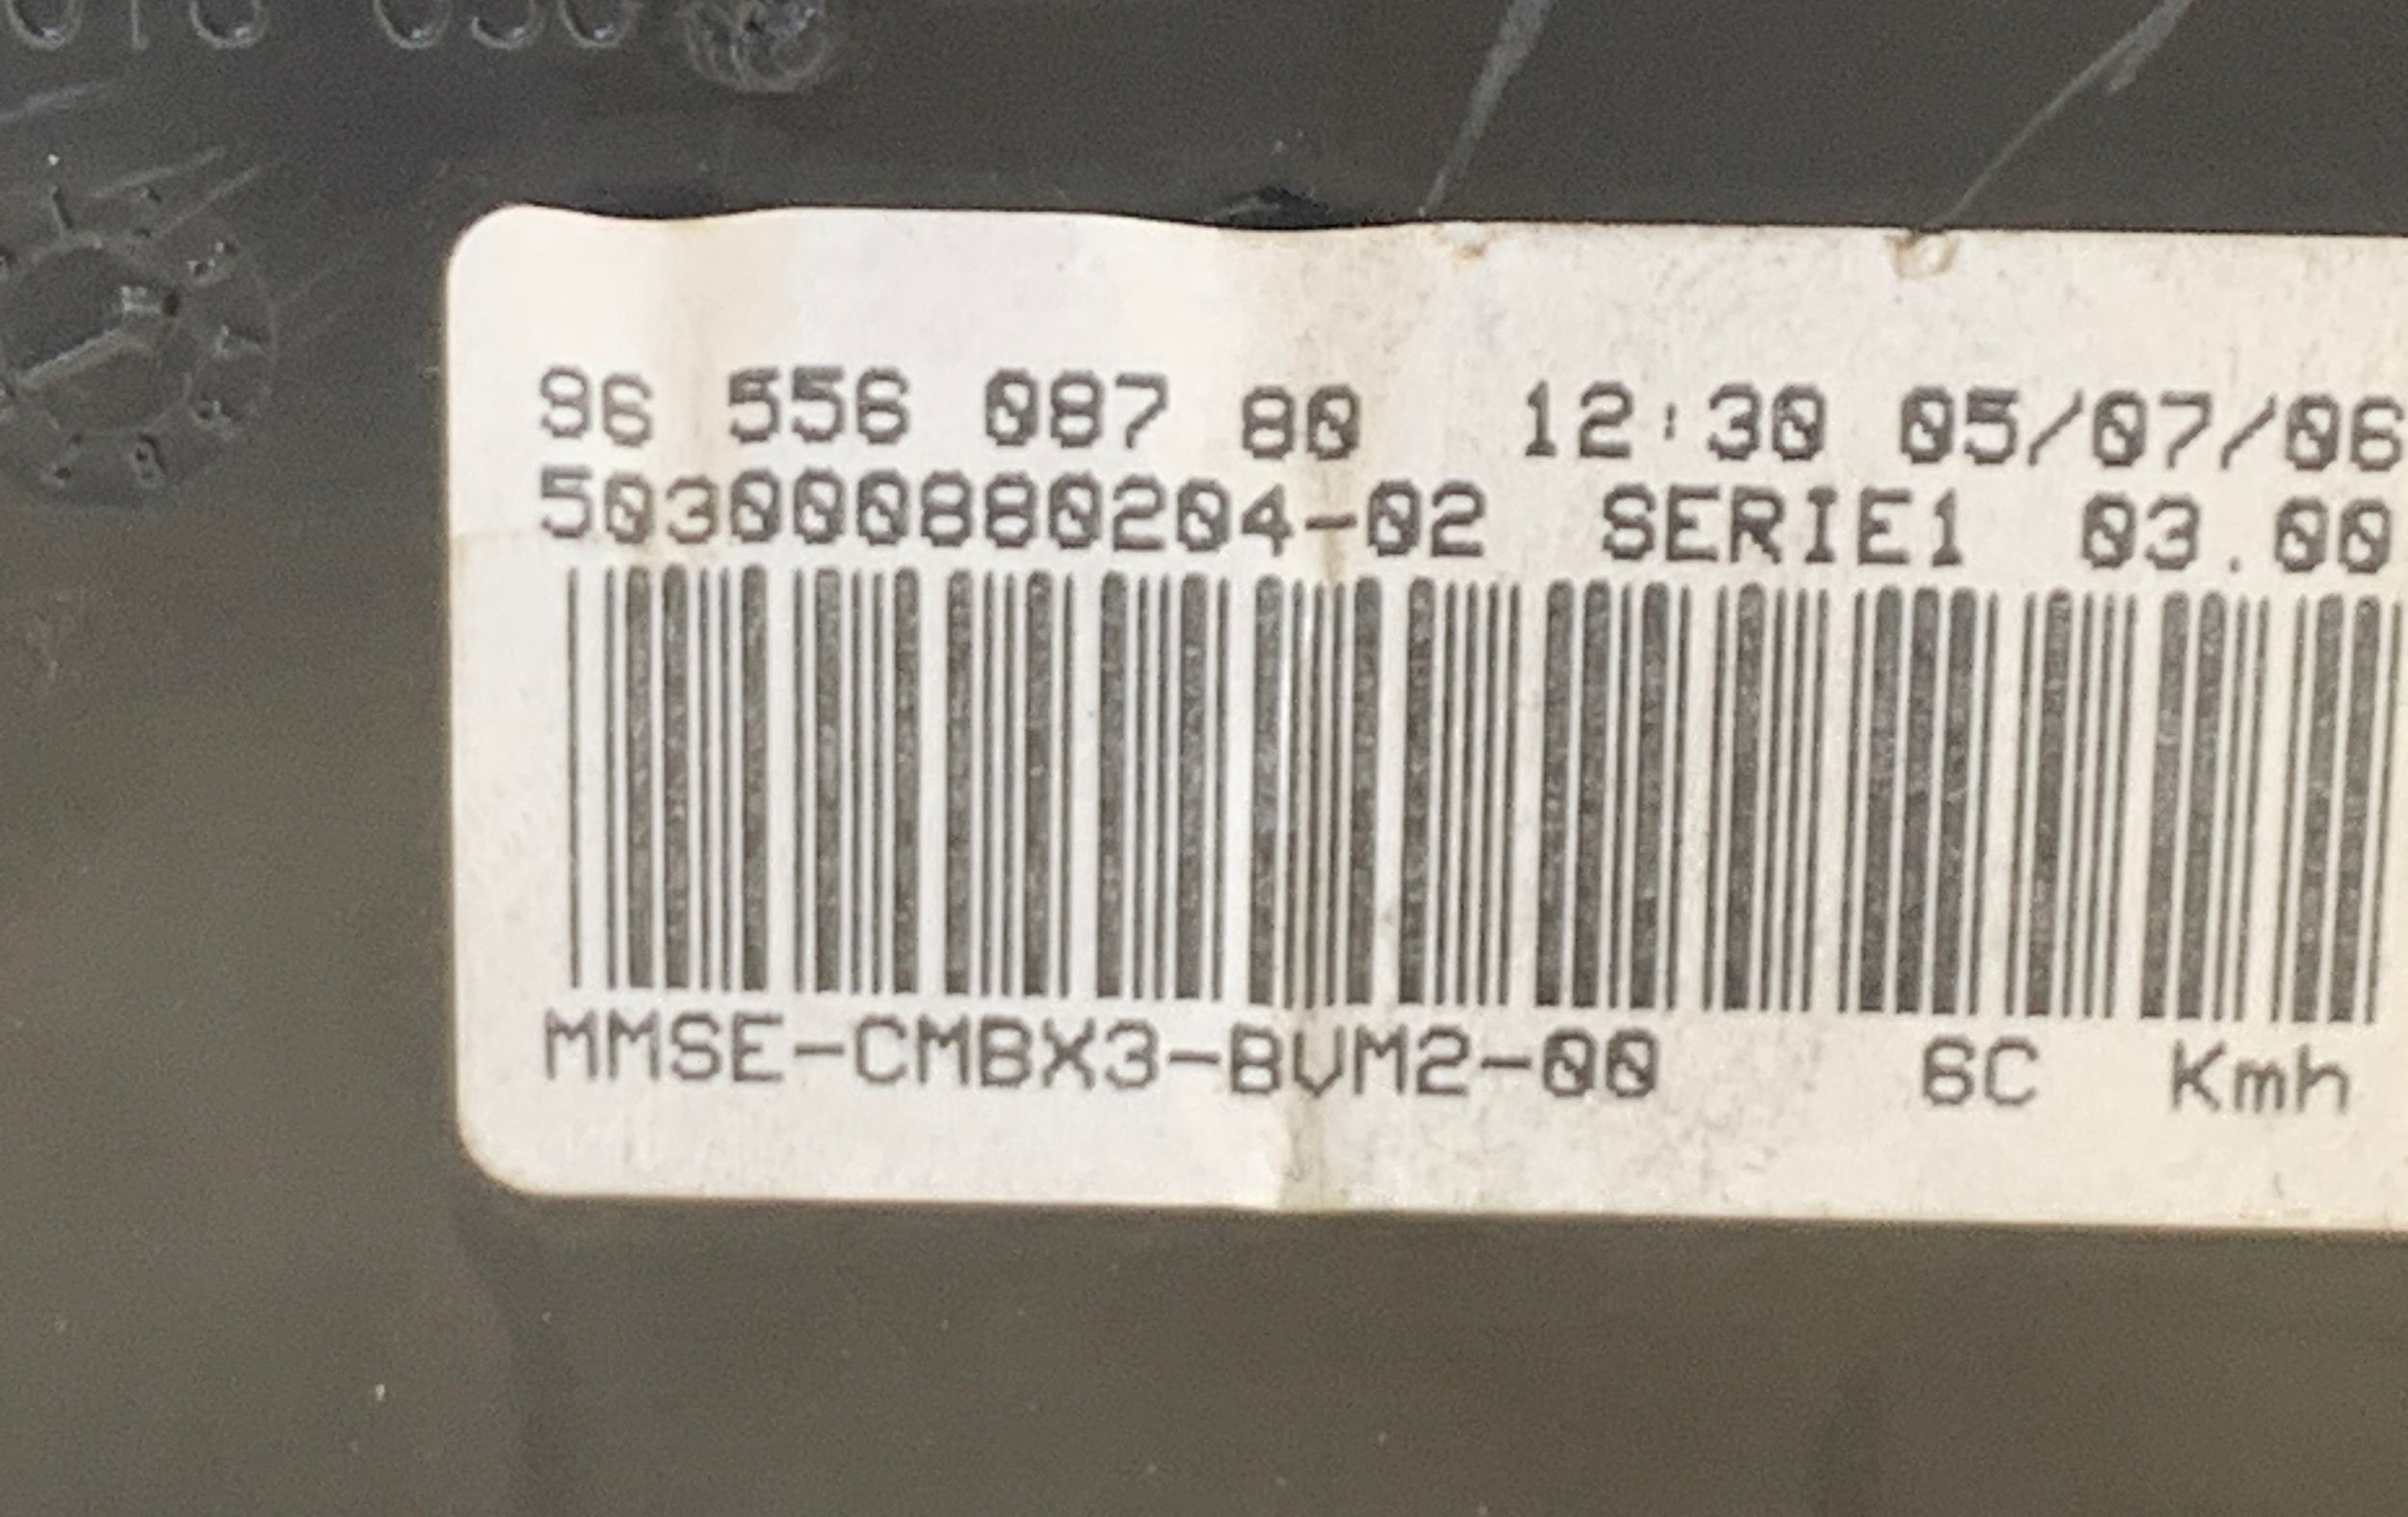 96 556 087 80 12:30 05/07/06
503000880204-02 SERIE1 03.00
MMSE-CMBX3-BVM2-00 6C Kmh